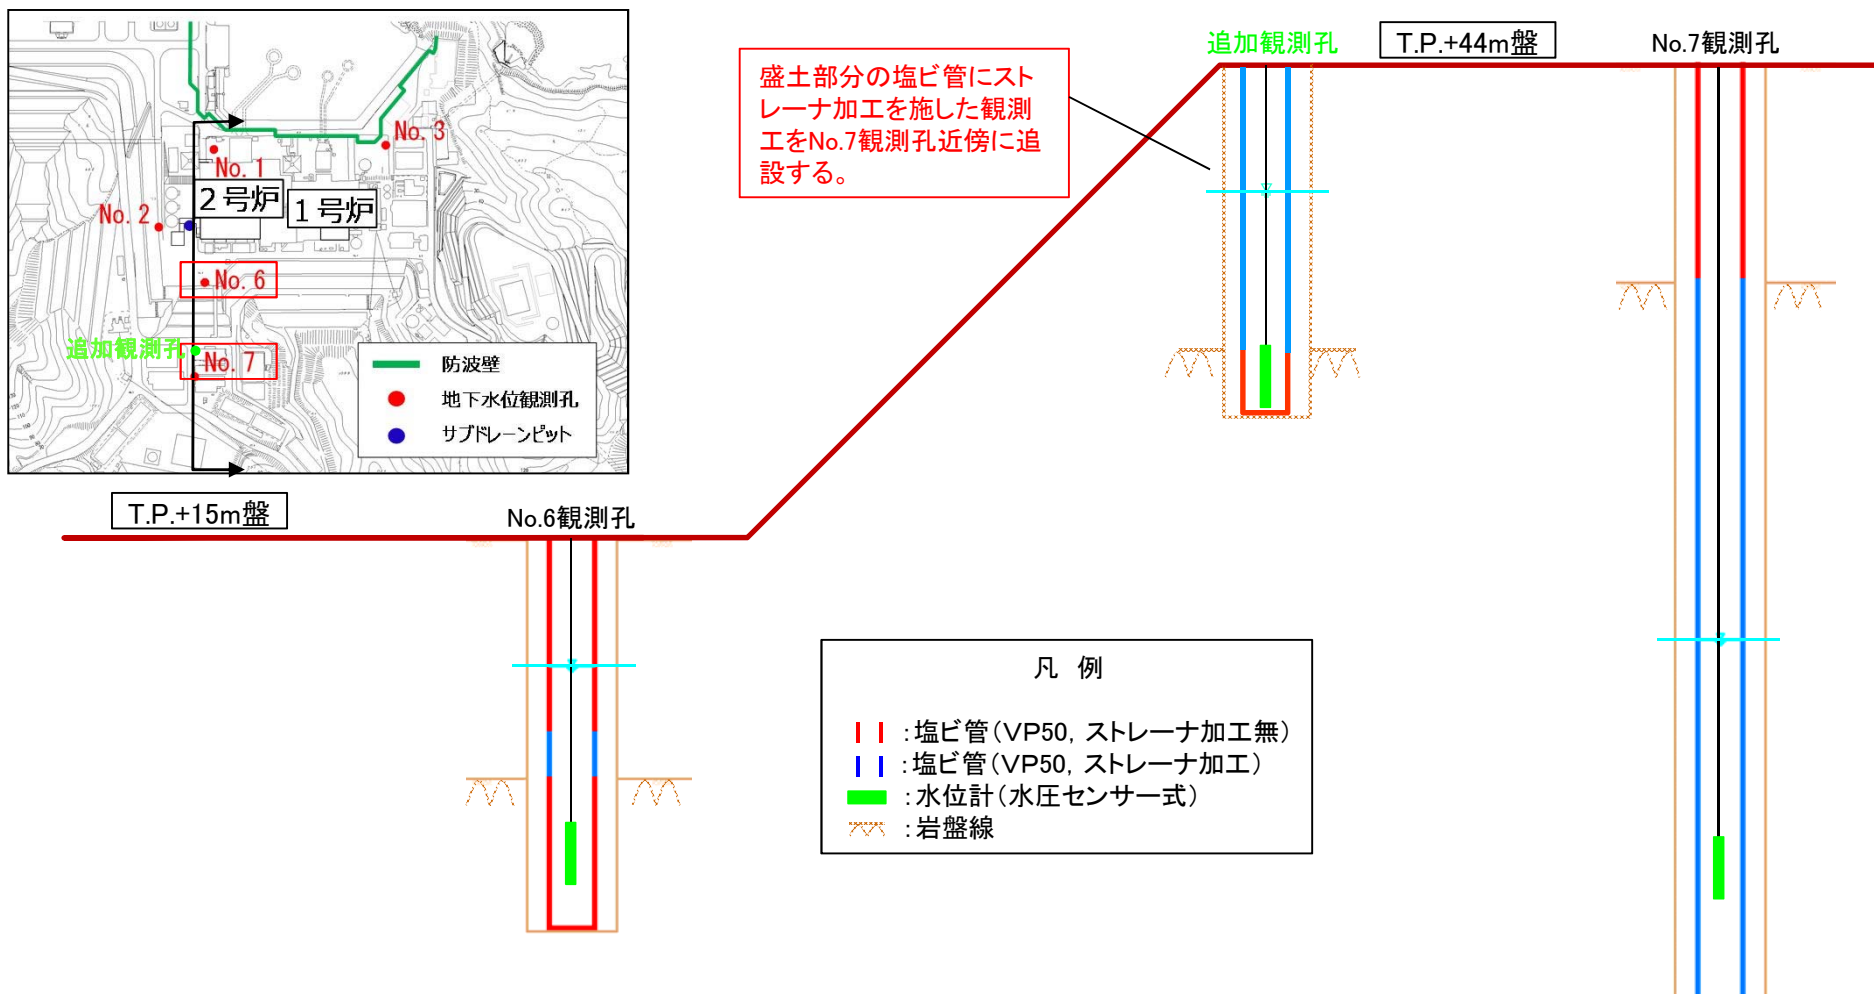 No. 1
No. 3
2号炉
1号炉
No. 2
No. 6
追加観測孔
No. 7
防波壁
地下水位観測孔
サブドレーンピット
T.P.+15m盤
No.6観測孔
盛土部分の塩ビ管にスト
レーナ加工を施した観測
工をNo.7観測孔近傍に追
設する。
追加観測孔
T.P.+44m盤
No.7観測孔
凡 例
:塩ビ管(VP50, ストレーナ加工無)
:塩ビ管(VP50, ストレーナ加工)
:水位計(水圧センサー式)
:岩盤線